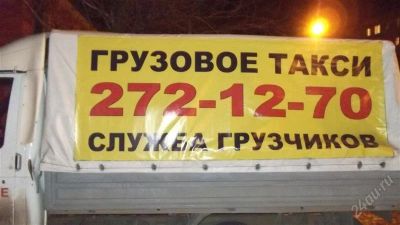 ГРУЗОВОЕ ТАКСИ
272-12-70
СЛУЖБА ГРУЗЧИКОВ
24au.ru